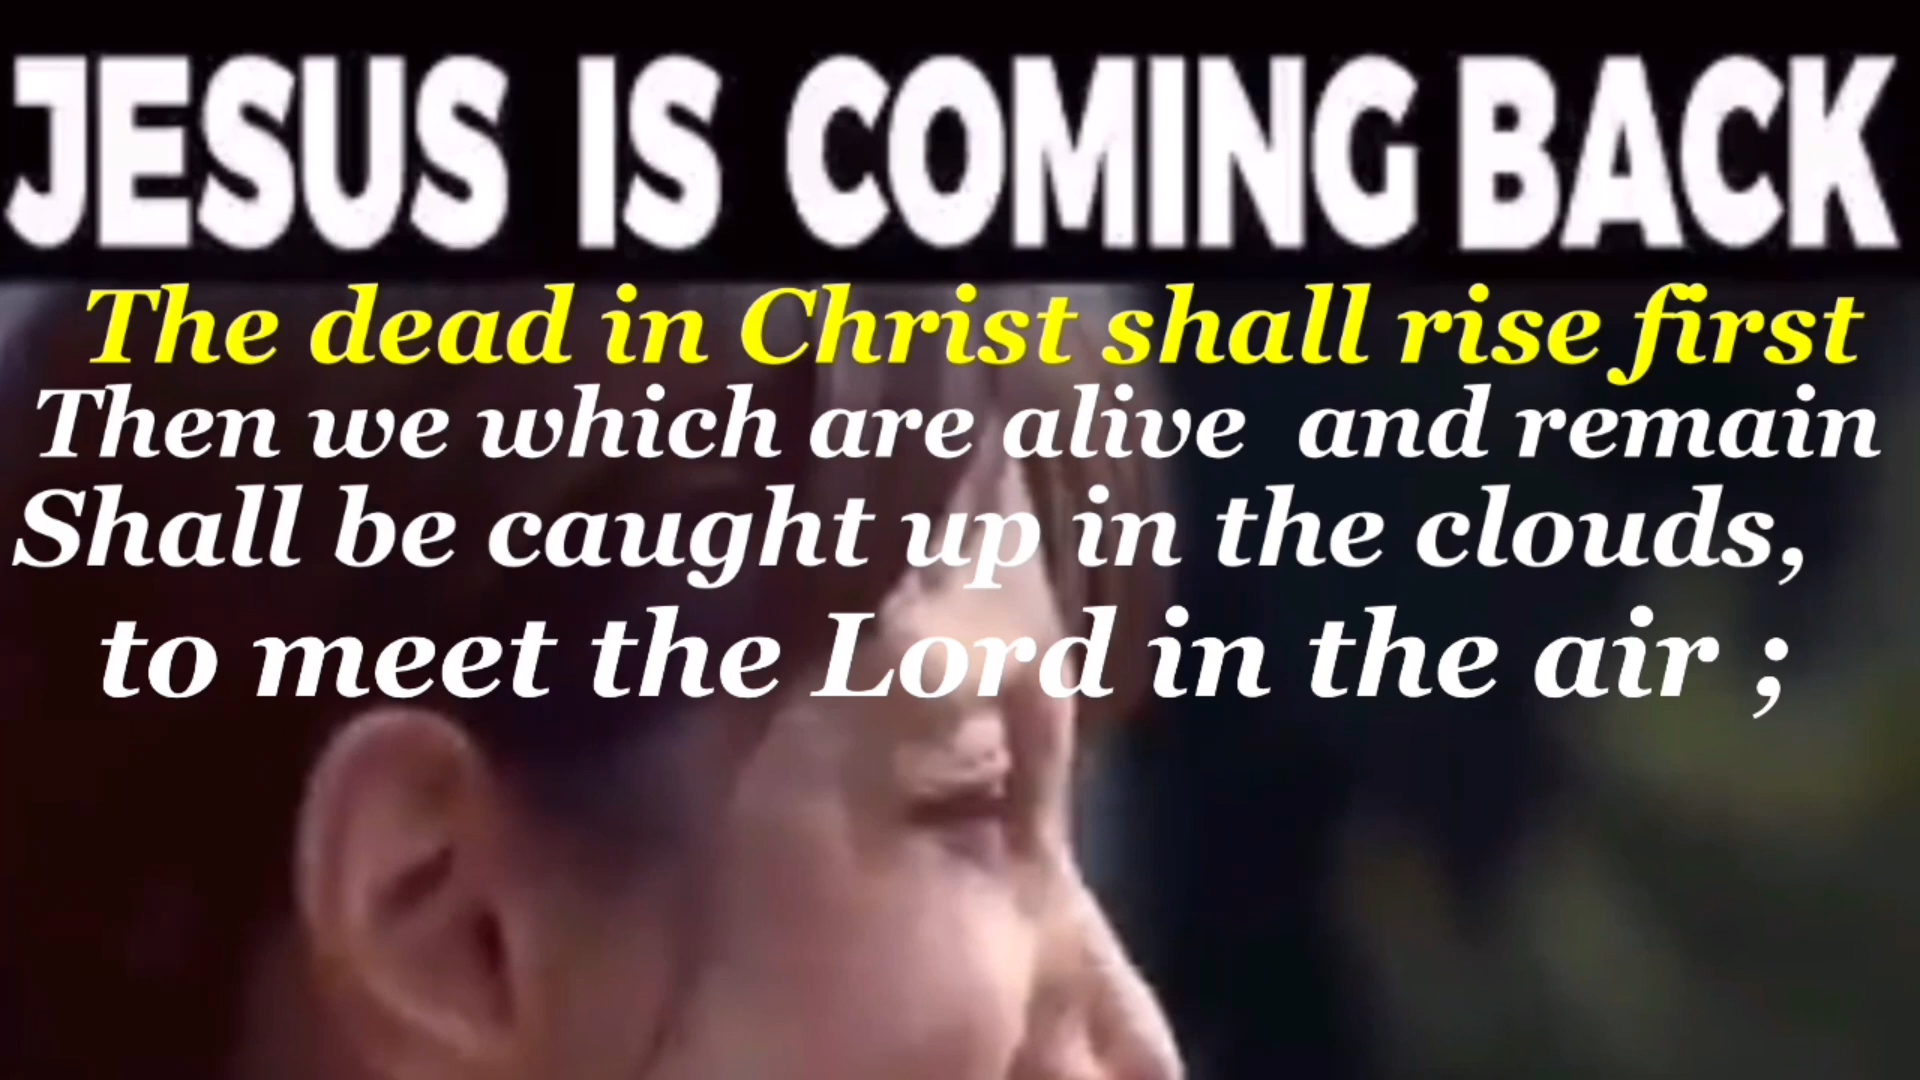 JESUS IS COMING BACK
The dead in Christ shall rise first
Then we which are alive and remain
Shall be caught up in the clouds,
to meet the Lord in the air ;